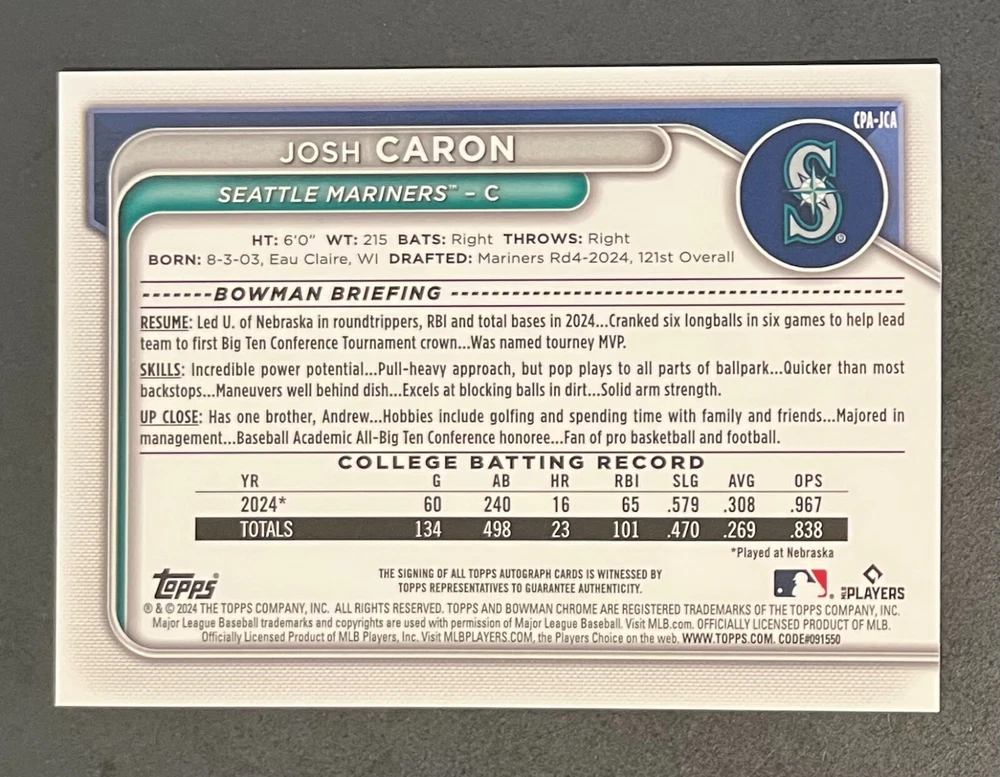 CPA-JCA
JOSH CARON
SEATTLE MARINERS™ – C
S®
HT: 6'0" WT: 215 BATS: Right THROWS: Right
BORN: 8-3-03, Eau Claire, WI DRAFTED: Mariners Rd4-2024, 121st Overall
BOWMAN BRIEFING
RESUME: Led U. of Nebraska in roundtrippers, RBI and total bases in 2024...Cranked six longballs in six games to help lead
team to first Big Ten Conference Tournament crown...Was named tourney MVP.
SKILLS: Incredible power potential...Pull-heavy approach, but pop plays to all parts of ballpark...Quicker than most
backstops...Maneuvers well behind dish...Excels at blocking balls in dirt...Solid arm strength.
UP CLOSE: Has one brother, Andrew...Hobbies include golfing and spending time with family and friends...Majored in
management...Baseball Academic All-Big Ten Conference honoree...Fan of pro basketball and football.
COLLEGE BATTING RECORD
YR G AB HR RBI SLG AVG OPS
2024* 60 240 16 65 .579 .308 .967
TOTALS 134 498 23 101 .470 .269 .838
*Played at Nebraska
topps®
THE SIGNING OF ALL TOPPS AUTOGRAPH CARDS IS WITNESSED BY
TOPPS REPRESENTATIVES TO GUARANTEE AUTHENTICITY.
MLB PLAYERS
® & © 2024 THE TOPPS COMPANY, INC. ALL RIGHTS RESERVED. TOPPS AND BOWMAN CHROME ARE REGISTERED TRADEMARKS OF THE TOPPS COMPANY, INC.
Major League Baseball trademarks and copyrights are used with permission of Major League Baseball. Visit MLB.com. OFFICIALLY LICENSED PRODUCT OF MLB.
Officially Licensed Product of MLB Players, Inc. Visit MLBPLAYERS.COM, the Players Choice on the web. WWW.TOPPS.COM. CODE#091550